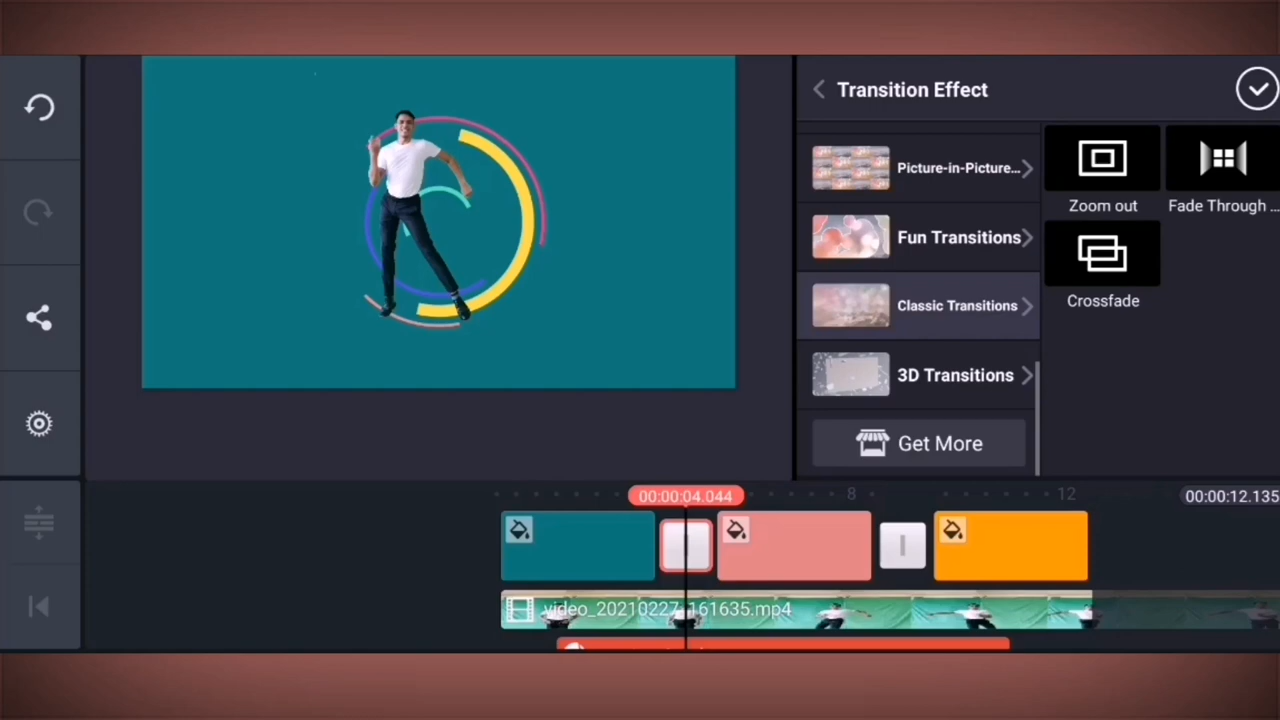 Transition Effect
Picture-in-Picture...
Fun Transitions
Classic Transitions
3D Transitions
Get More
Zoom out
Fade Through ...
Crossfade
00:00:04.044
8
12
00:00:12.135
video_20210227_161635.mp4